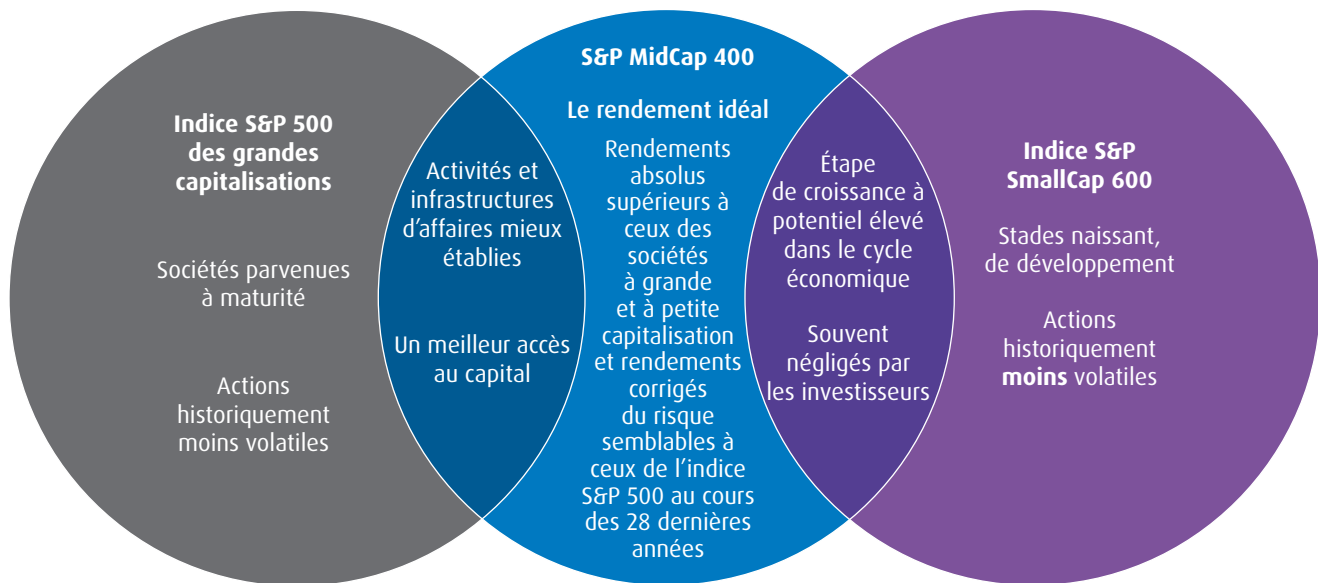 Indice S&P 500
des grandes
capitalisations
Sociétés parvenues
à maturité
Actions
historiquement
moins volatiles
Activités et
infrastructures
d'affaires mieux
établies
Un meilleur accès
au capital
S&P MidCap 400
Le rendement idéal
Rendements
absolus
supérieurs à
ceux des
sociétés
à grande
et à petite
capitalisation
et rendements
corrigés
du risque
semblables à
ceux de l'indice
S&P 500 au cours
des 28 dernières
années
Étape
de croissance à
potentiel élevé
dans le cycle
économique
Souvent
négligés par
les investisseurs
Indice S&P
SmallCap 600
Stades naissant,
de développement
Actions
historiquement
moins volatiles